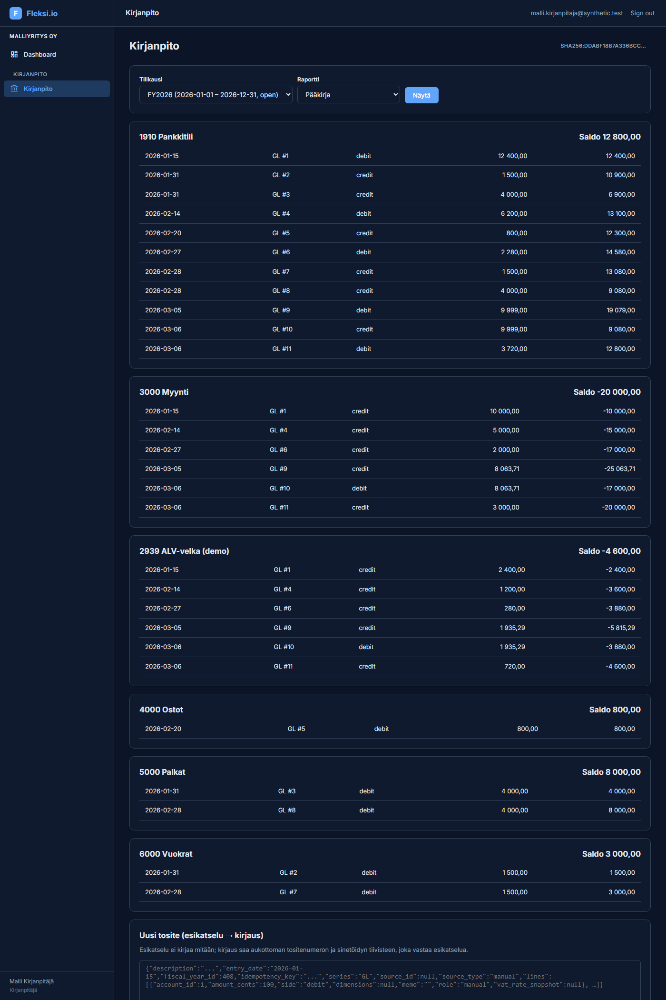 F Fleksi.io
Kirjanpito
malli.kirjanpitaja@synthetic.test Sign out
MALLIYRITYS OY
Dashboard
KIRJANPITO
Kirjanpito
Kirjanpito
SHA256:DDABF18B7A336BCC...
Tilikausi Raportti
FY2026 (2026-01-01 – 2026-12-31, open) Pääkirja Näytä
1910 Pankkitili Saldo 12 800,00
2026-01-15 GL #1 debit 12 400,00 12 400,00
2026-01-31 GL #2 credit 1 500,00 10 900,00
2026-01-31 GL #3 credit 4 000,00 6 900,00
2026-02-14 GL #4 debit 6 200,00 13 100,00
2026-02-20 GL #5 credit 800,00 12 300,00
2026-02-27 GL #6 debit 2 280,00 14 580,00
2026-02-28 GL #7 credit 1 500,00 13 080,00
2026-02-28 GL #8 credit 4 000,00 9 080,00
2026-03-05 GL #9 debit 9 999,00 19 079,00
2026-03-06 GL #10 credit 9 999,00 9 080,00
2026-03-06 GL #11 debit 3 720,00 12 800,00
3000 Myynti Saldo -20 000,00
2026-01-15 GL #1 credit 10 000,00 -10 000,00
2026-02-14 GL #4 credit 5 000,00 -15 000,00
2026-02-27 GL #6 credit 2 000,00 -17 000,00
2026-03-05 GL #9 credit 8 063,71 -25 063,71
2026-03-06 GL #10 debit 8 063,71 -17 000,00
2026-03-06 GL #11 credit 3 000,00 -20 000,00
2939 ALV-velka (demo) Saldo -4 600,00
2026-01-15 GL #1 credit 2 400,00 -2 400,00
2026-02-14 GL #4 credit 1 200,00 -3 600,00
2026-02-27 GL #6 credit 280,00 -3 880,00
2026-03-05 GL #9 credit 1 935,29 -5 815,29
2026-03-06 GL #10 debit 1 935,29 -3 880,00
2026-03-06 GL #11 credit 720,00 -4 600,00
4000 Ostot Saldo 800,00
2026-02-20 GL #5 debit 800,00 800,00
5000 Palkat Saldo 8 000,00
2026-01-31 GL #3 debit 4 000,00 4 000,00
2026-02-28 GL #8 debit 4 000,00 8 000,00
6000 Vuokrat Saldo 3 000,00
2026-01-31 GL #2 debit 1 500,00 1 500,00
2026-02-28 GL #7 debit 1 500,00 3 000,00
Uusi tosite (esikatselu → kirjaus)
Esikatselu ei kirjaa mitään; kirjaus saa aukottoman tositenumeron ja sinetöidyn tiivisteen, joka vastaa esikatselua.
{"description":"...","entry_date":"2026-01-
15","fiscal_year_id":408,"idempotency_key":"...","series":"GL","source_id":null,"source_type":"manual","lines":
[{"account_id":1,"amount_cents":100,"side":"debit","dimensions":null,"memo":"","role":"manual","vat_rate_snapshot":null}, …]}
Malli Kirjanpitäjä
Kirjanpitäjä